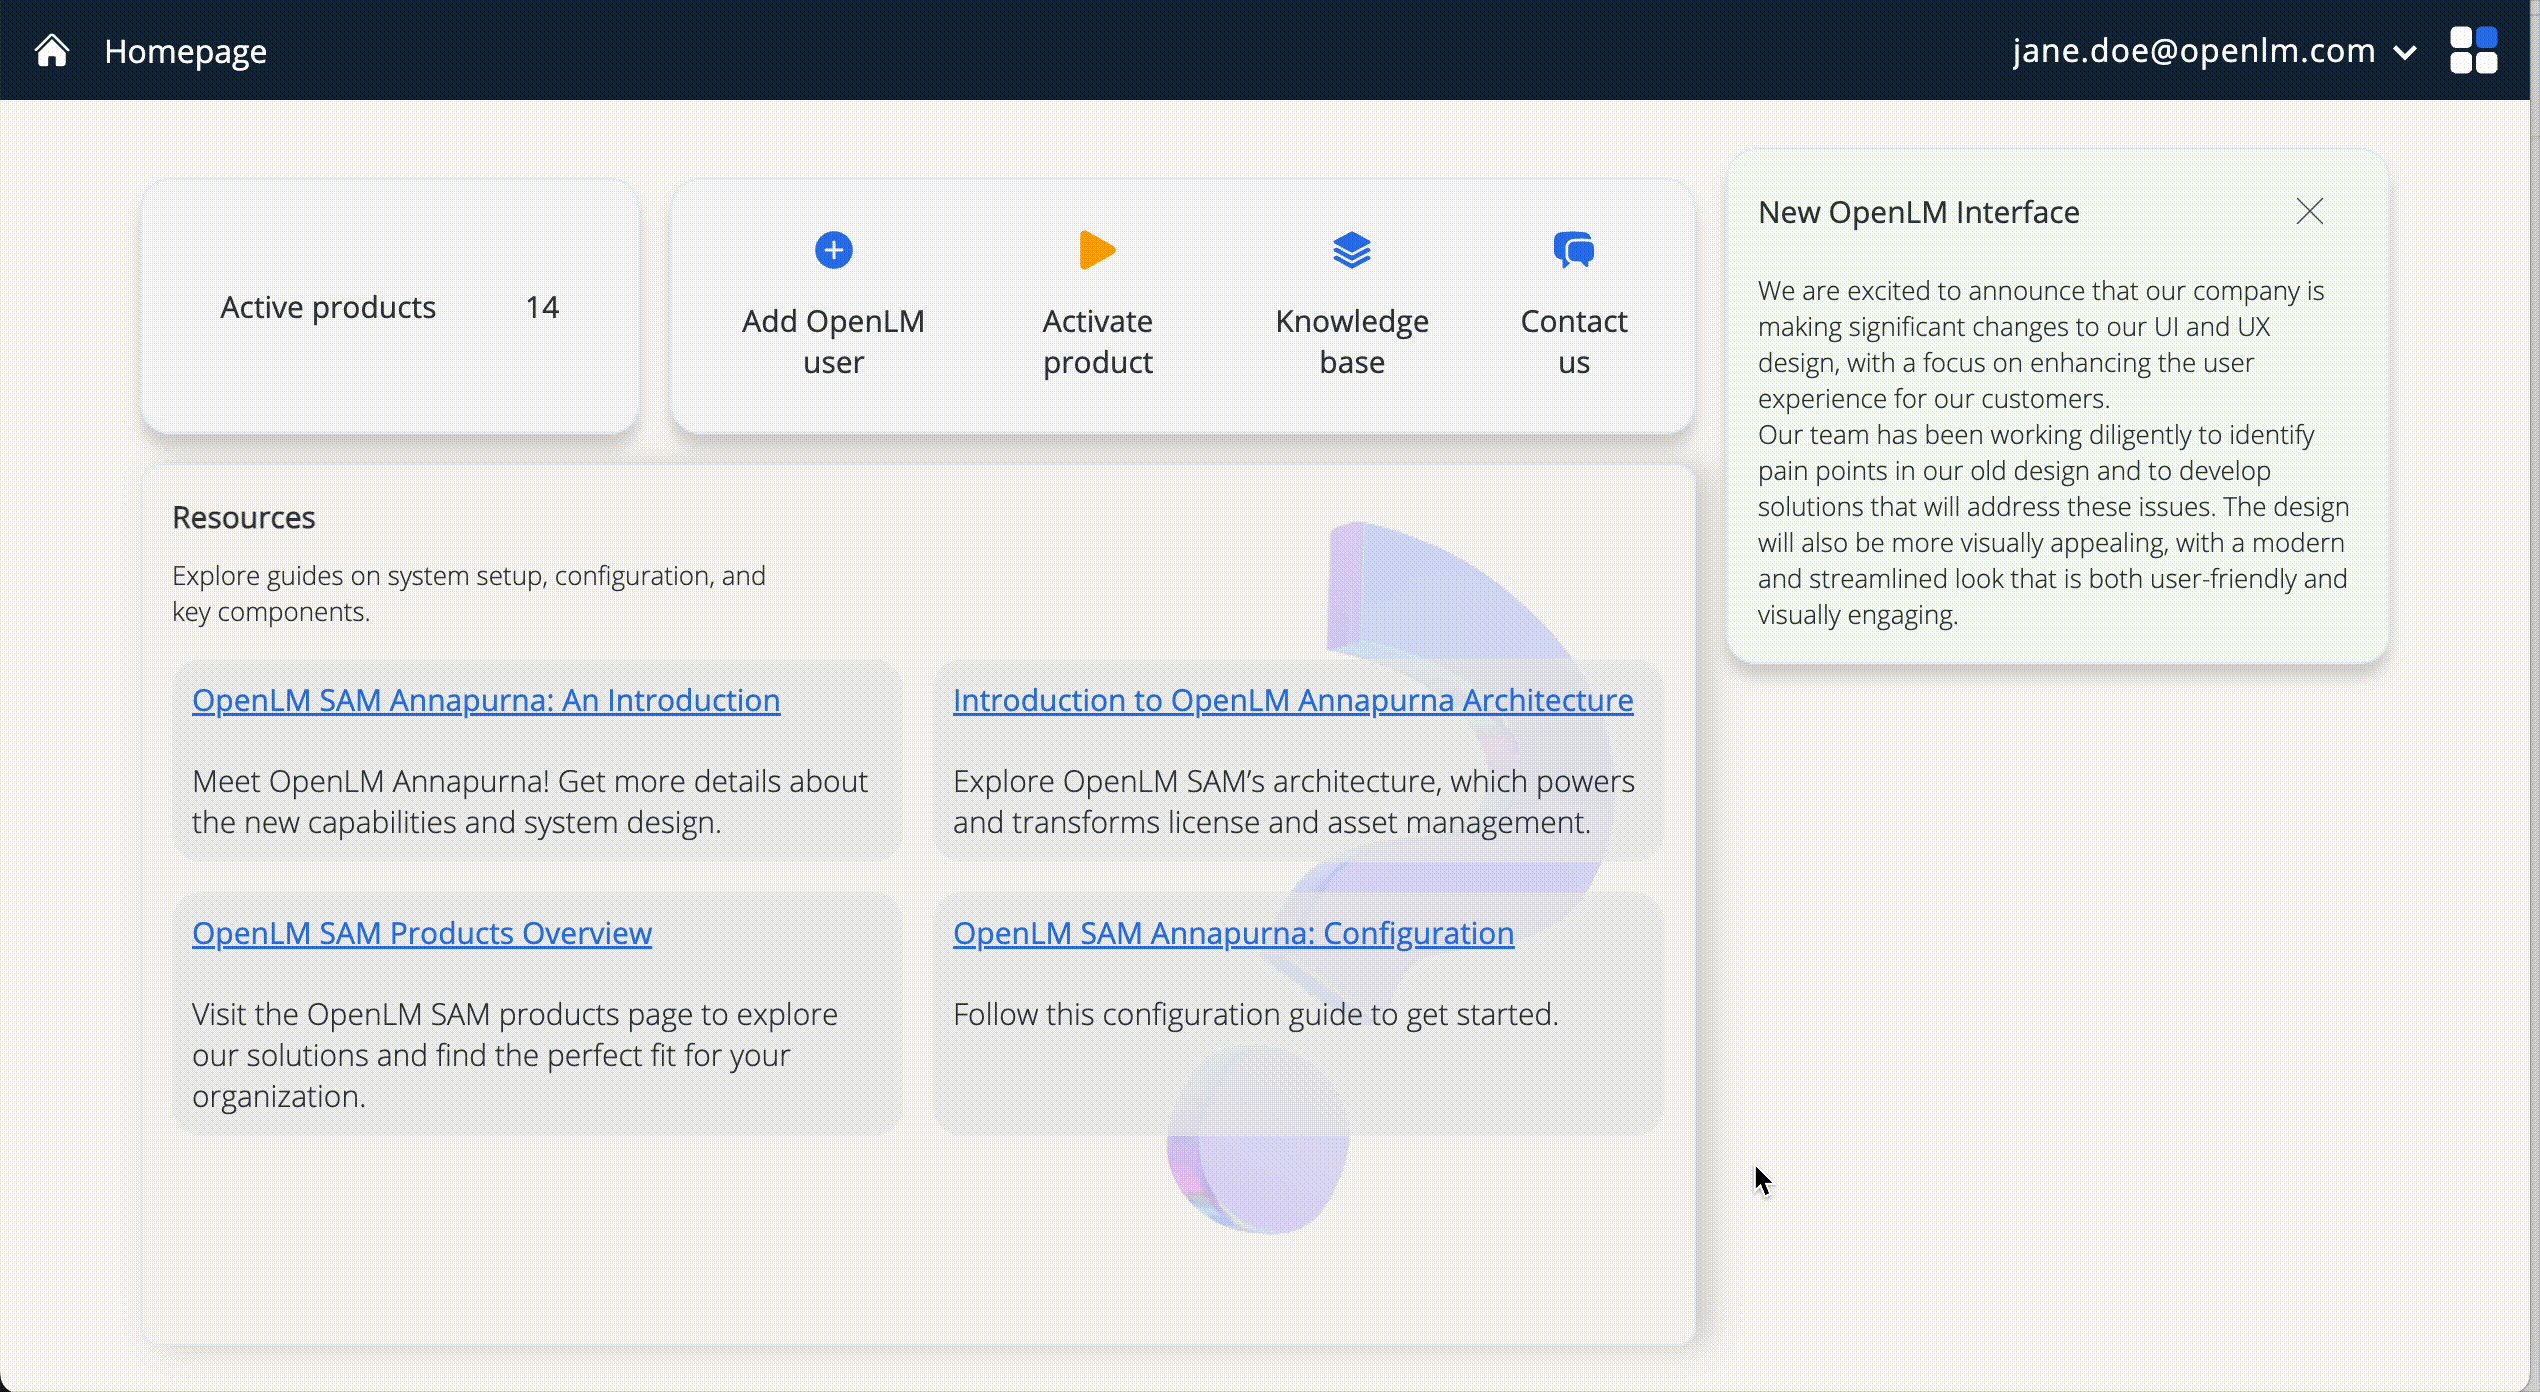 Homepage
jane.doe@openlm.com
Active products 14
Add OpenLM
user
Activate
product
Knowledge
base
Contact
us
New OpenLM Interface
We are excited to announce that our company is
making significant changes to our UI and UX
design, with a focus on enhancing the user
experience for our customers.
Our team has been working diligently to identify
pain points in our old design and to develop
solutions that will address these issues. The design
will also be more visually appealing, with a modern
and streamlined look that is both user-friendly and
visually engaging.
Resources
Explore guides on system setup, configuration, and
key components.
OpenLM SAM Annapurna: An Introduction
Meet OpenLM Annapurna! Get more details about
the new capabilities and system design.
Introduction to OpenLM Annapurna Architecture
Explore OpenLM SAM’s architecture, which powers
and transforms license and asset management.
OpenLM SAM Products Overview
Visit the OpenLM SAM products page to explore
our solutions and find the perfect fit for your
organization.
OpenLM SAM Annapurna: Configuration
Follow this configuration guide to get started.